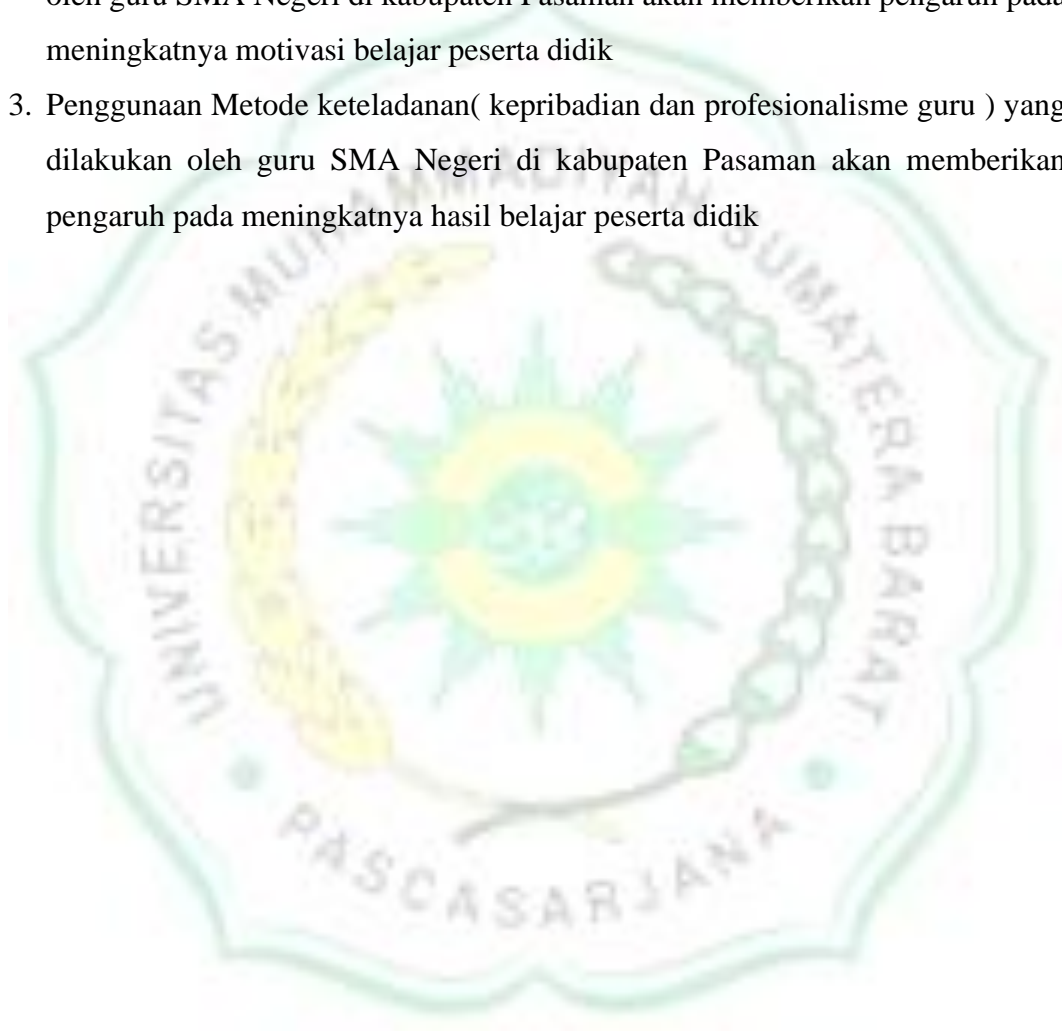 oleh guru SMA Negeri di kabupaten Pasaman akan memberikan pengaruh pada
meningkatnya motivasi belajar peserta didik
3. Penggunaan Metode keteladanan( kepribadian dan profesionalisme guru ) yang
dilakukan oleh guru SMA Negeri di kabupaten Pasaman akan memberikan
pengaruh pada meningkatnya hasil belajar peserta didik
UNIVERSITAS MUHAMMADIYAH SUMATERA BARAT
PASCASARJANA